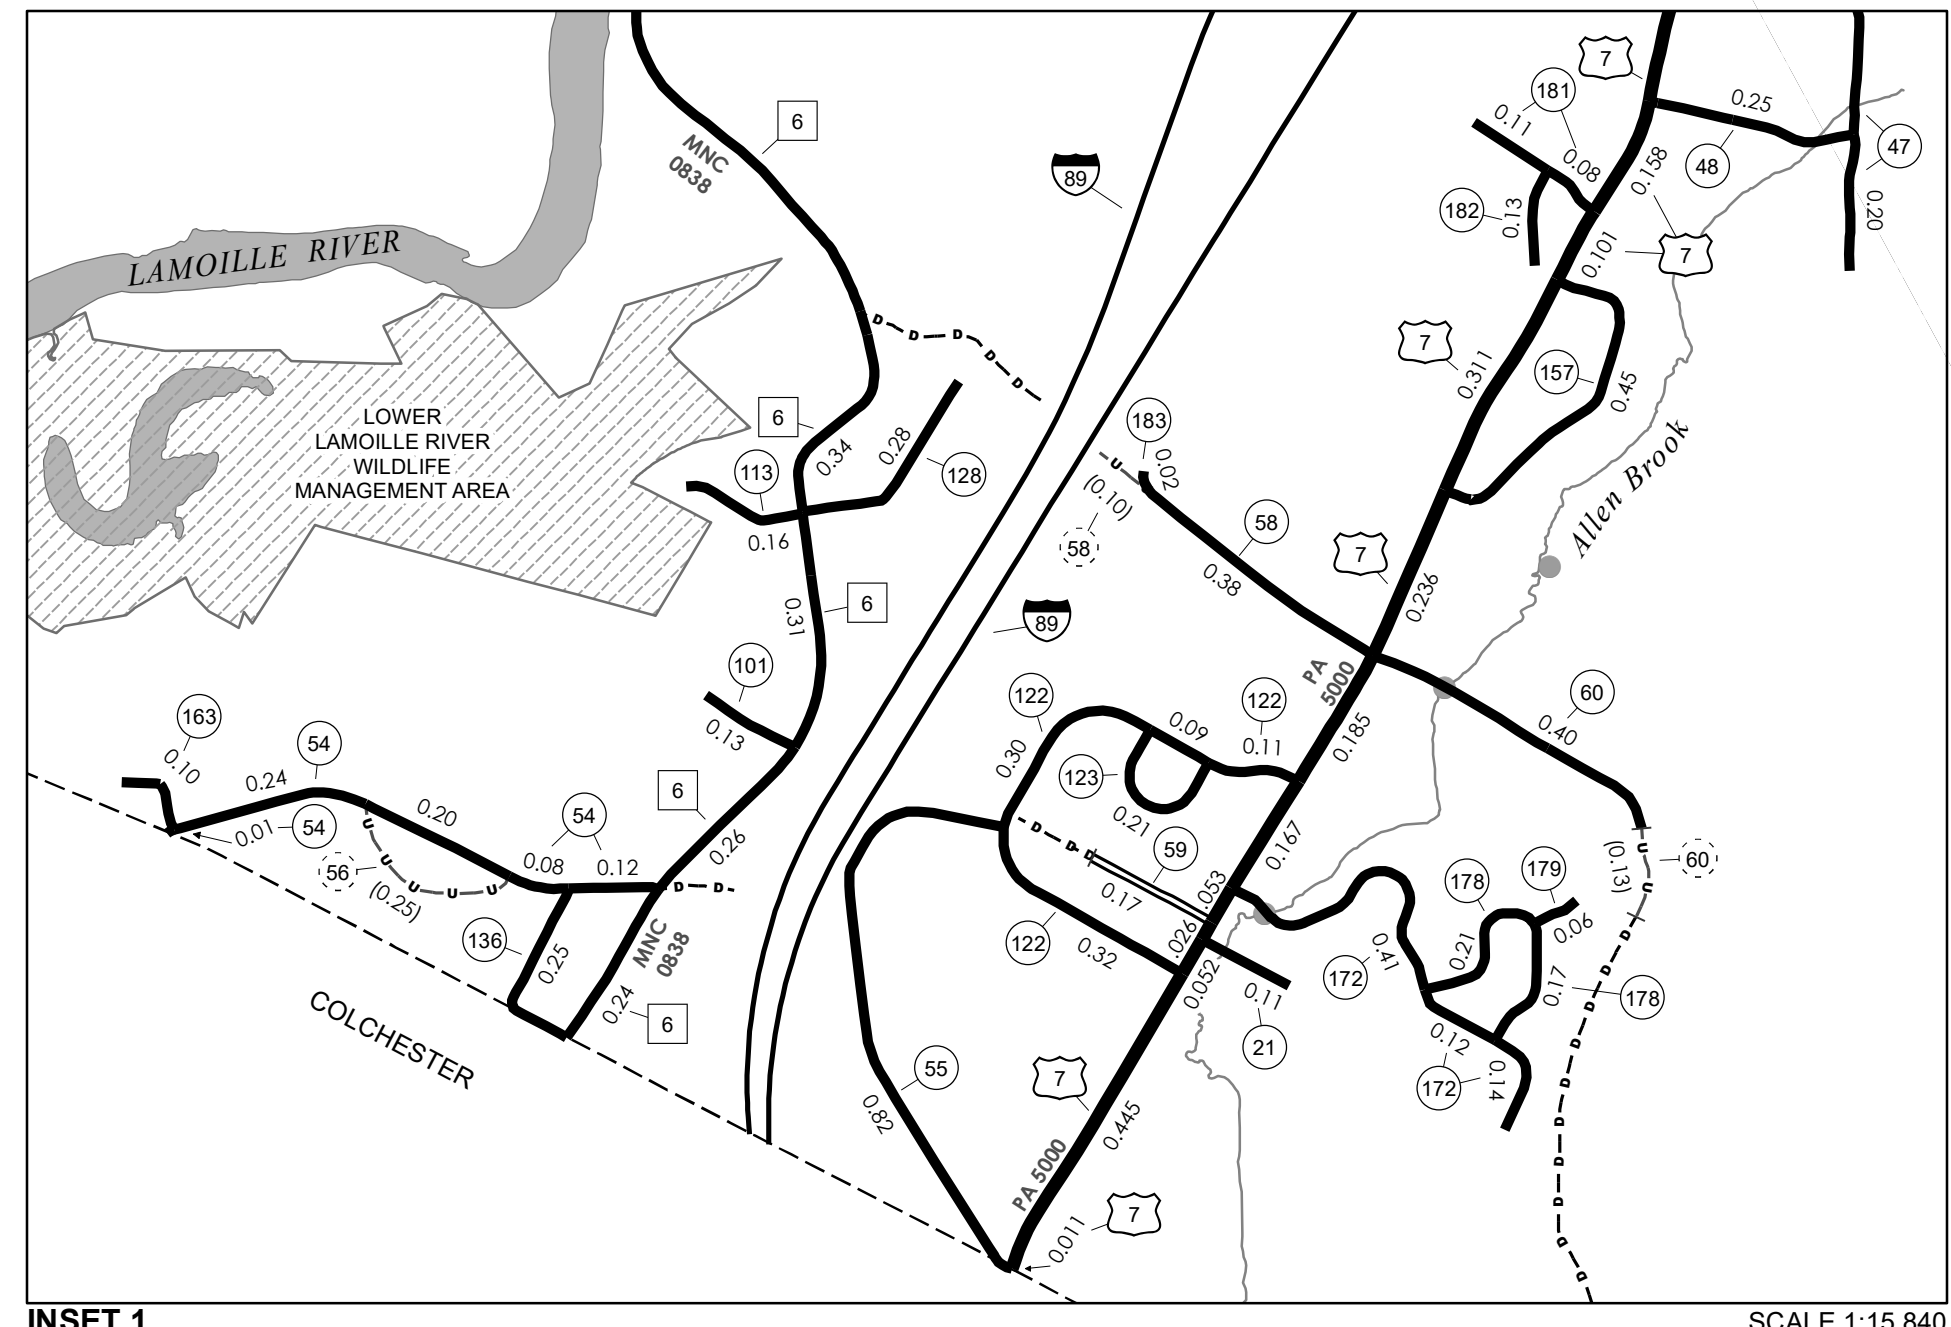 7
181
0.11
0.08
0.25
48
47
0.158
0.20
182
0.13
0.101
7
6
MNC
0838
89
LAMOILLE RIVER
LOWER
LAMOILLE RIVER
WILDLIFE
MANAGEMENT AREA
D
D
D
D
D
7
0.311
157
0.45
Allen Brook
6
0.34
0.28
128
113
0.16
183
0.02
U
(0.10)
58
58
0.38
7
0.236
0.31
6
89
101
0.13
PA
5000
0.185
60
0.40
163
0.10
0.24
54
0.01
54
0.20
54
0.08
0.12
6
0.26
U
U
U
U
U
56
(0.25)
D
D
122
0.30
0.09
122
0.11
123
0.21
D
D
D
59
0.17
0.167
.053
.026
0.052
122
0.32
0.11
21
172
0.41
178
0.21
179
0.06
0.17
178
0.12
172
0.14
(0.13)
U
U
60
D
D
D
D
D
D
D
D
D
D
136
0.25
MNC
0838
0.24
6
COLCHESTER
55
0.82
7
0.445
PA 5000
0.011
7
INSET 1
SCALE 1:15,840